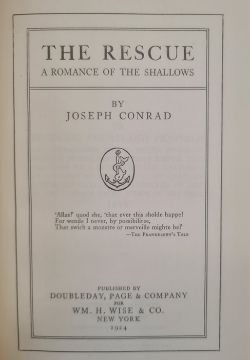 THE RESCUE
A ROMANCE OF THE SHALLOWS
BY
JOSEPH CONRAD
'Allas!' quod she, 'that ever this sholde happe!
For wende I never, by possibilitee,
That swich a monstre or merveille mighte be!'
—THE FRANKELEYN'S TALE
PUBLISHED BY
DOUBLEDAY, PAGE & COMPANY
FOR
WM. H. WISE & CO.
NEW YORK
1924